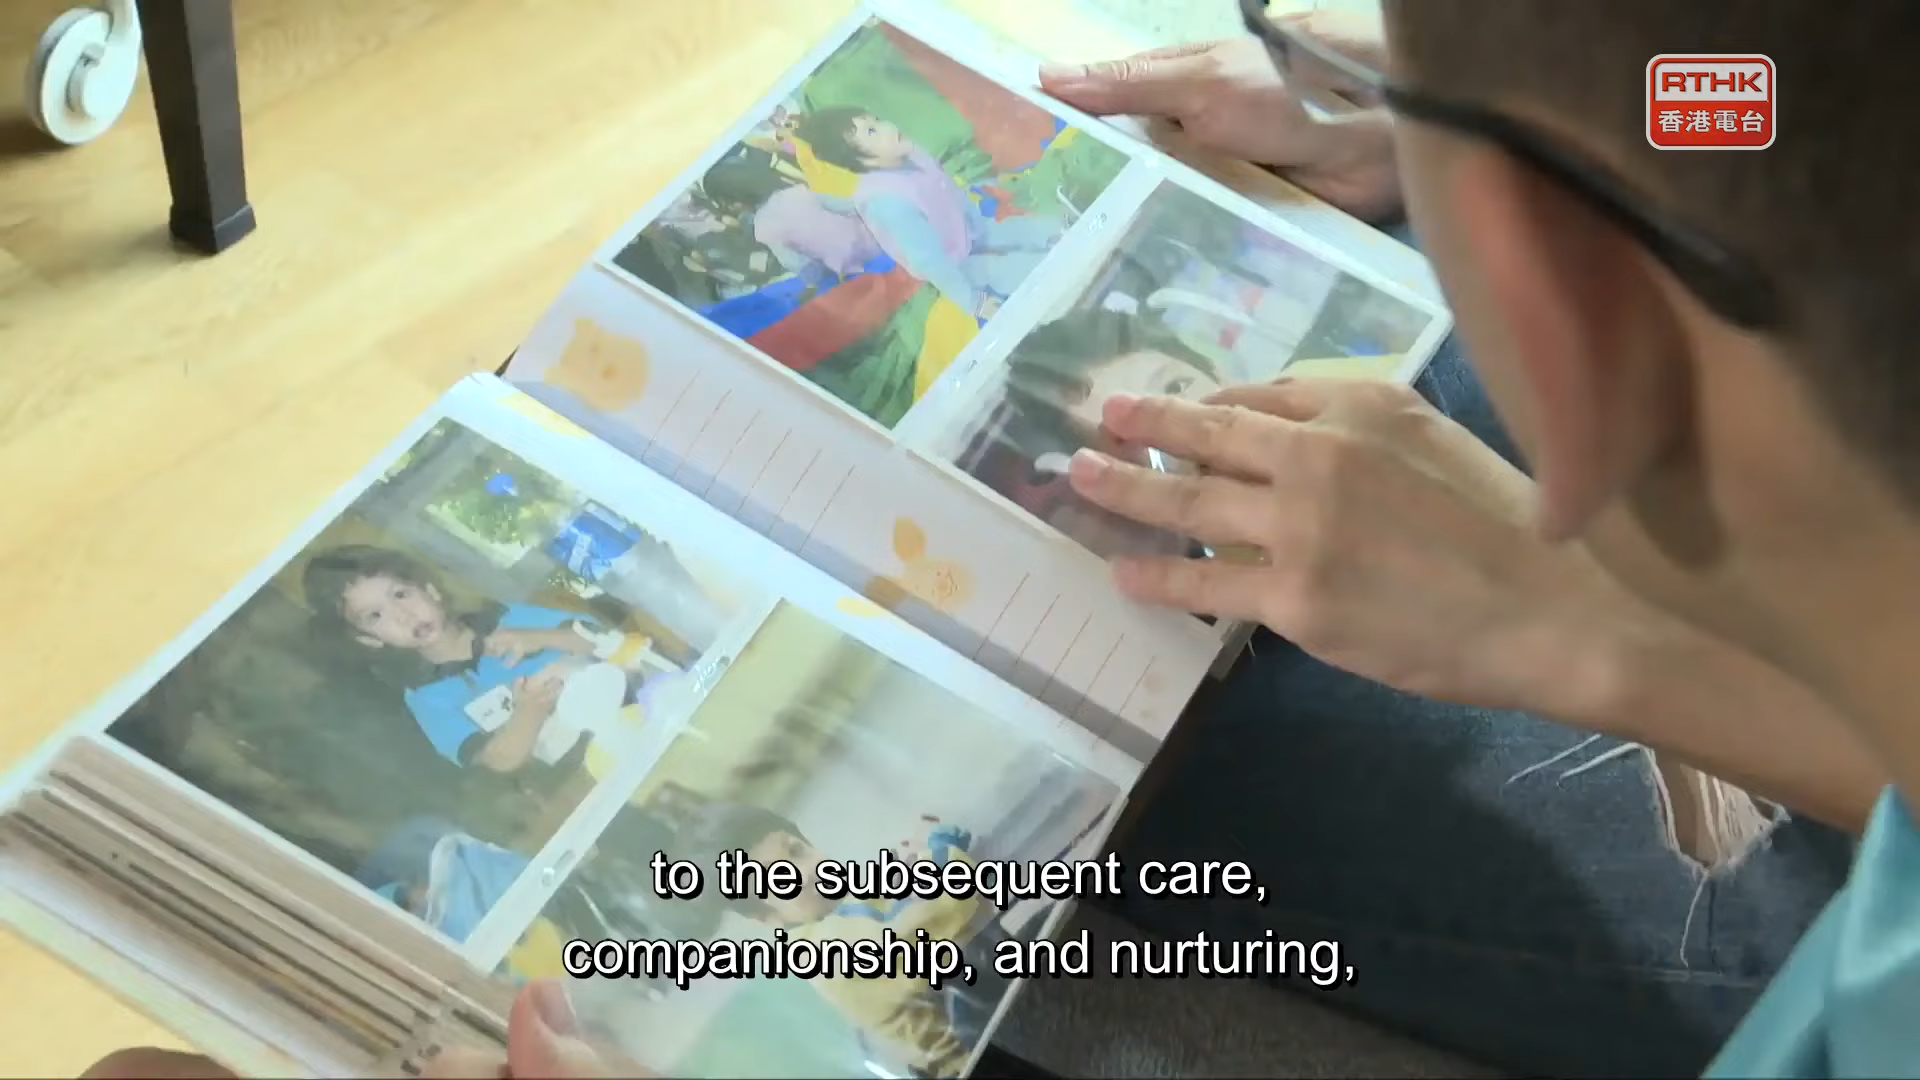 RTHK
香港電台
to the subsequent care,
companionship, and nurturing,